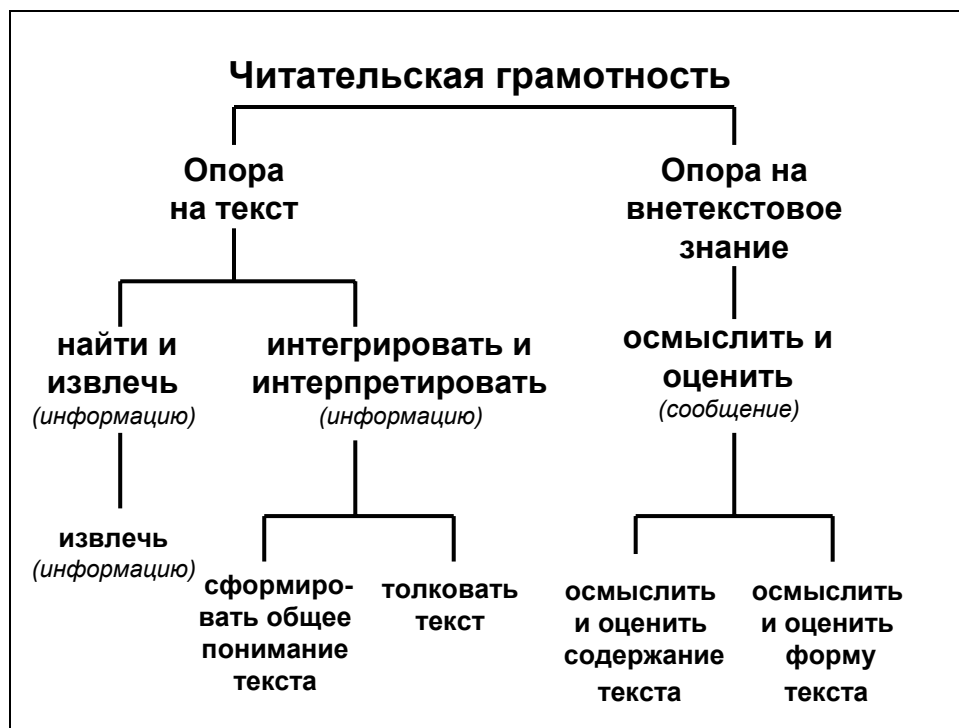 Читательская грамотность
Опора
на текст
Опора на
внетекстовое
знание
найти и
извлечь
(информацию)
интегрировать и
интерпретировать
(информацию)
осмыслить и
оценить
(сообщение)
извлечь
(информацию)
сформиро-
вать общее
понимание
текста
толковать
текст
осмыслить
и оценить
содержание
текста
осмыслить
и оценить
форму
текста